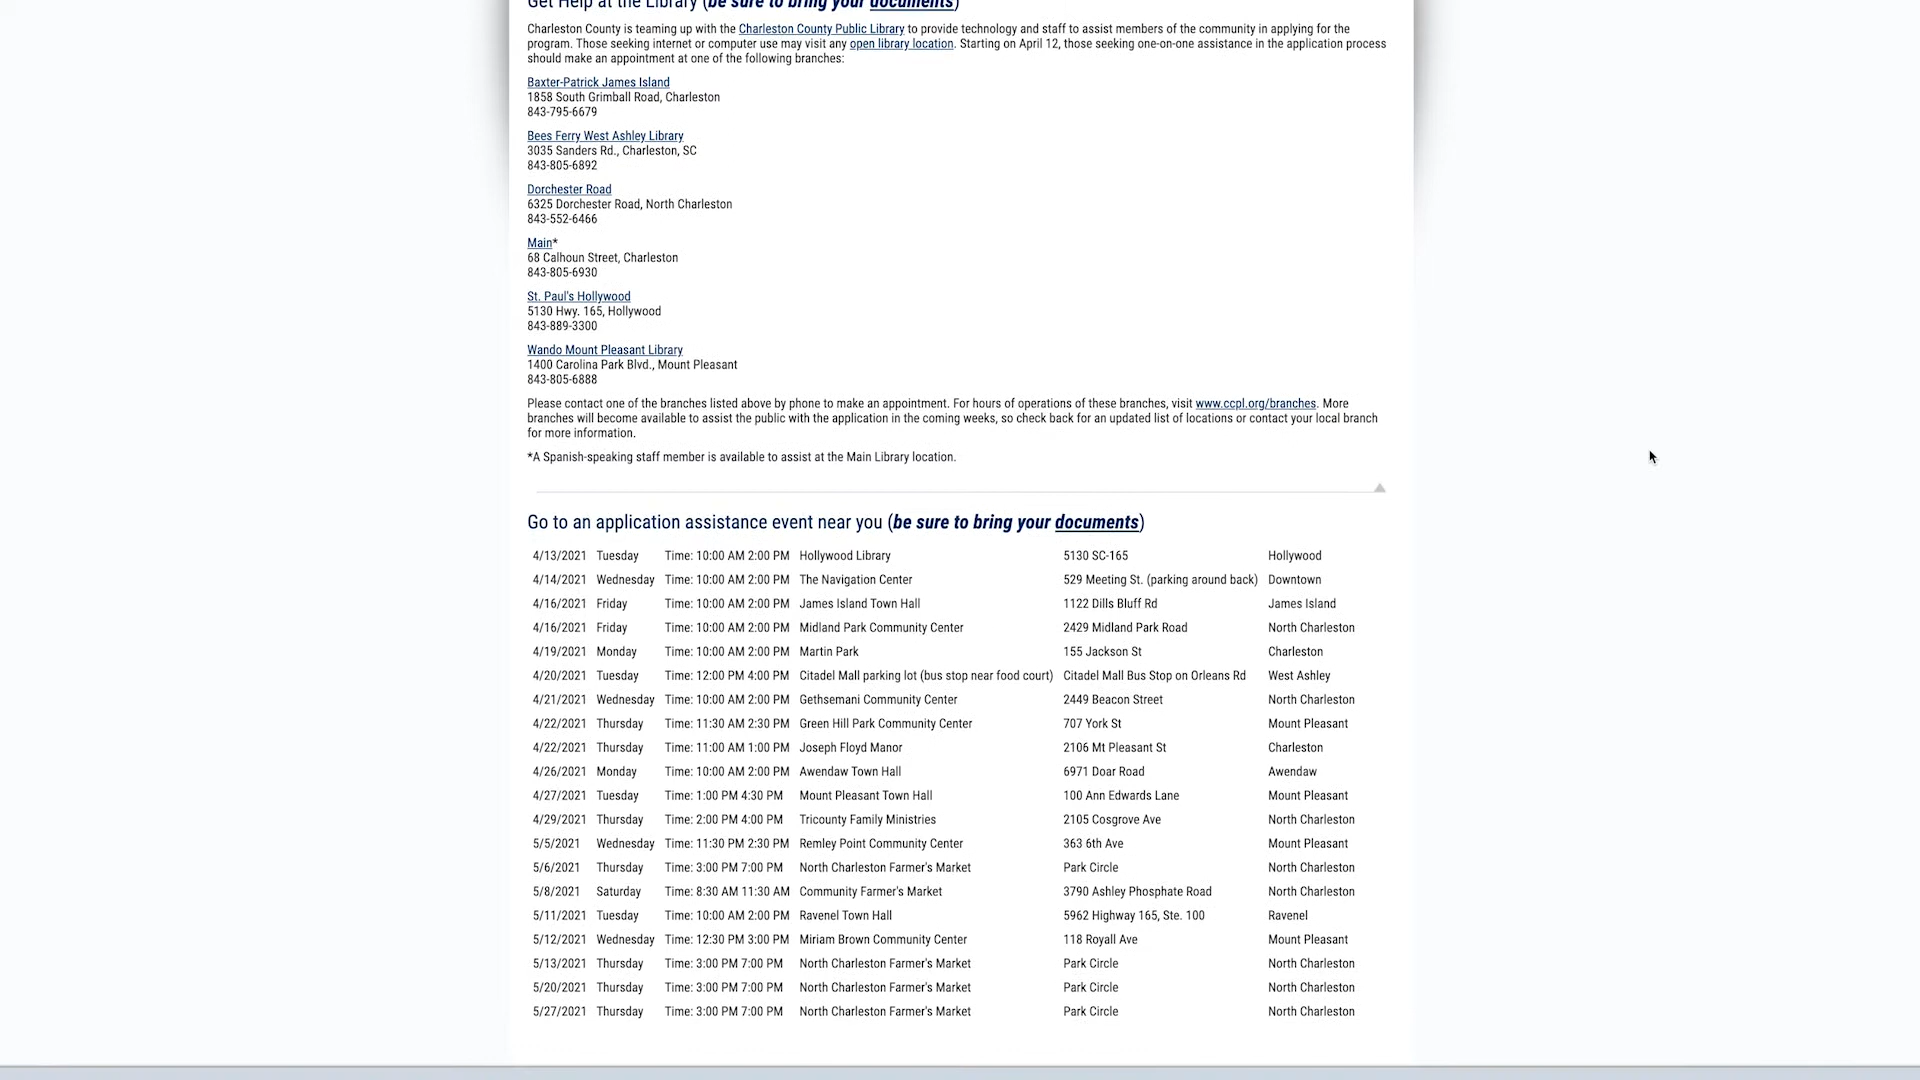 Get Help at the Library (be sure to bring your documents)
Charleston County is teaming up with the Charleston County Public Library to provide technology and staff to assist members of the community in applying for the
program. Those seeking internet or computer use may visit any open library location. Starting on April 12, those seeking one-on-one assistance in the application process
should make an appointment at one of the following branches:
Baxter-Patrick James Island
1858 South Grimball Road, Charleston
843-795-6679
Bees Ferry West Ashley Library
3035 Sanders Rd., Charleston, SC
843-805-6892
Dorchester Road
6325 Dorchester Road, North Charleston
843-552-6466
Main*
68 Calhoun Street, Charleston
843-805-6930
St. Paul's Hollywood
5130 Hwy. 165, Hollywood
843-889-3300
Wando Mount Pleasant Library
1400 Carolina Park Blvd., Mount Pleasant
843-805-6888
Please contact one of the branches listed above by phone to make an appointment. For hours of operations of these branches, visit www.ccpl.org/branches. More
branches will become available to assist the public with the application in the coming weeks, so check back for an updated list of locations or contact your local branch
for more information.
*A Spanish-speaking staff member is available to assist at the Main Library location.
Go to an application assistance event near you (be sure to bring your documents)
4/13/2021 Tuesday Time: 10:00 AM 2:00 PM Hollywood Library 5130 SC-165 Hollywood
4/14/2021 Wednesday Time: 10:00 AM 2:00 PM The Navigation Center 529 Meeting St. (parking around back) Downtown
4/16/2021 Friday Time: 10:00 AM 2:00 PM James Island Town Hall 1122 Dills Bluff Rd James Island
4/16/2021 Friday Time: 10:00 AM 2:00 PM Midland Park Community Center 2429 Midland Park Road North Charleston
4/19/2021 Monday Time: 10:00 AM 2:00 PM Martin Park 155 Jackson St Charleston
4/20/2021 Tuesday Time: 12:00 PM 4:00 PM Citadel Mall parking lot (bus stop near food court) Citadel Mall Bus Stop on Orleans Rd West Ashley
4/21/2021 Wednesday Time: 10:00 AM 2:00 PM Gethsemani Community Center 2449 Beacon Street North Charleston
4/22/2021 Thursday Time: 11:30 AM 2:30 PM Green Hill Park Community Center 707 York St Mount Pleasant
4/22/2021 Thursday Time: 11:00 AM 1:00 PM Joseph Floyd Manor 2106 Mt Pleasant St Charleston
4/26/2021 Monday Time: 10:00 AM 2:00 PM Awendaw Town Hall 6971 Doar Road Awendaw
4/27/2021 Tuesday Time: 1:00 PM 4:30 PM Mount Pleasant Town Hall 100 Ann Edwards Lane Mount Pleasant
4/29/2021 Thursday Time: 2:00 PM 4:00 PM Tricounty Family Ministries 2105 Cosgrove Ave North Charleston
5/5/2021 Wednesday Time: 11:30 PM 2:30 PM Remley Point Community Center 363 6th Ave Mount Pleasant
5/6/2021 Thursday Time: 3:00 PM 7:00 PM North Charleston Farmer's Market Park Circle North Charleston
5/8/2021 Saturday Time: 8:30 AM 11:30 AM Community Farmer's Market 3790 Ashley Phosphate Road North Charleston
5/11/2021 Tuesday Time: 10:00 AM 2:00 PM Ravenel Town Hall 5962 Highway 165, Ste. 100 Ravenel
5/12/2021 Wednesday Time: 12:30 PM 3:00 PM Miriam Brown Community Center 118 Royall Ave Mount Pleasant
5/13/2021 Thursday Time: 3:00 PM 7:00 PM North Charleston Farmer's Market Park Circle North Charleston
5/20/2021 Thursday Time: 3:00 PM 7:00 PM North Charleston Farmer's Market Park Circle North Charleston
5/27/2021 Thursday Time: 3:00 PM 7:00 PM North Charleston Farmer's Market Park Circle North Charleston